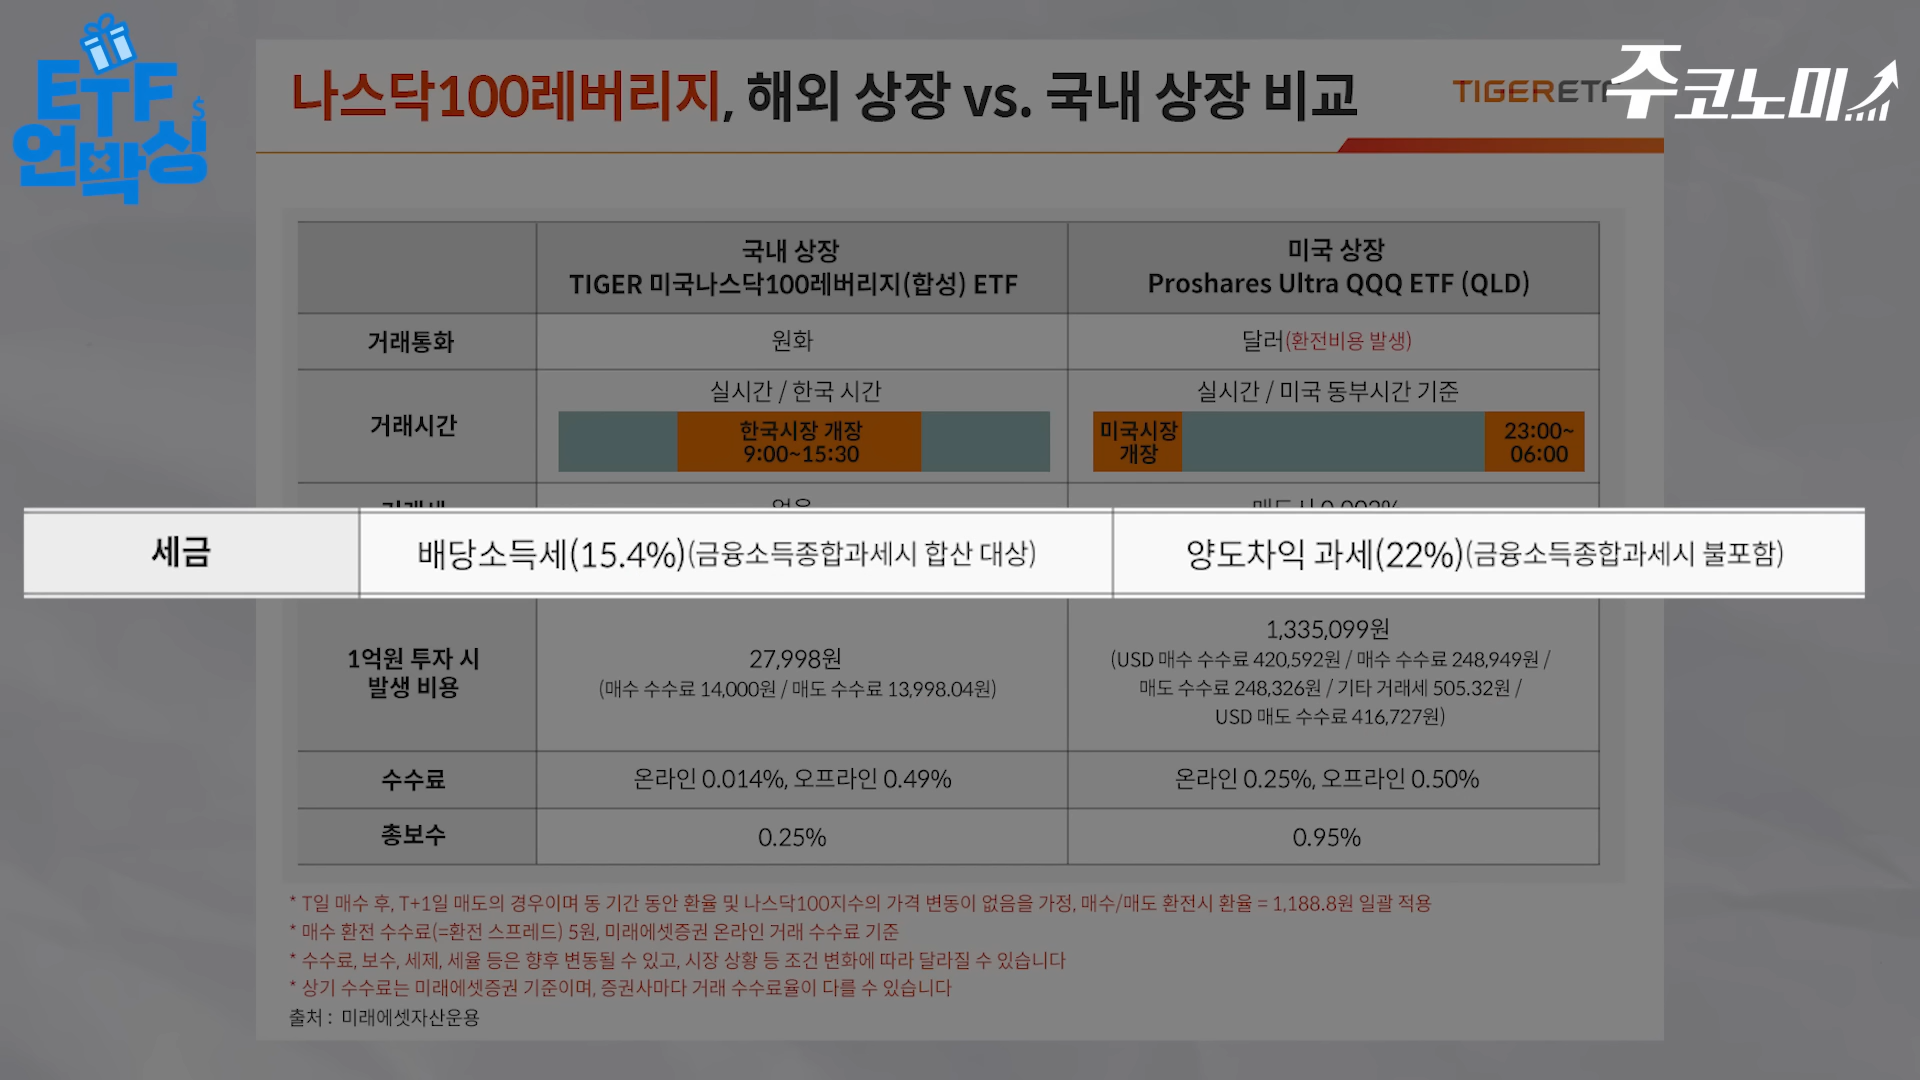 ETF
언박싱
$
주코노미
나스닥100레버리지, 해외 상장 vs. 국내 상장 비교
TIGERETF
국내 상장
TIGER 미국나스닥100레버리지(합성) ETF
미국 상장
Proshares Ultra QQQ ETF (QLD)
거래통화
원화
달러(환전비용 발생)
거래시간
실시간 / 한국 시간
한국시장 개장
9:00~15:30
실시간 / 미국 동부시간 기준
미국시장
개장
23:00~
06:00
세금
배당소득세(15.4%)(금융소득종합과세시 합산 대상)
양도차익 과세(22%)(금융소득종합과세시 불포함)
1억원 투자 시
발생 비용
27,998원
(매수 수수료 14,000원 / 매도 수수료 13,998.04원)
1,335,099원
(USD 매수 수수료 420,592원 / 매수 수수료 248,949원 /
매도 수수료 248,326원 / 기타 거래세 505.32원 /
USD 매도 수수료 416,727원)
수수료
온라인 0.014%, 오프라인 0.49%
온라인 0.25%, 오프라인 0.50%
총보수
0.25%
0.95%
* T일 매수 후, T+1일 매도의 경우이며 동 기간 동안 환율 및 나스닥100지수의 가격 변동이 없음을 가정, 매수/매도 환전시 환율 = 1,188.8원 일괄 적용
* 매수 환전 수수료(=환전 스프레드) 5원, 미래에셋증권 온라인 거래 수수료 기준
* 수수료, 보수, 세제, 세율 등은 향후 변동될 수 있고, 시장 상황 등 조건 변화에 따라 달라질 수 있습니다
* 상기 수수료는 미래에셋증권 기준이며, 증권사마다 거래 수수료율이 다를 수 있습니다
출처 : 미래에셋자산운용